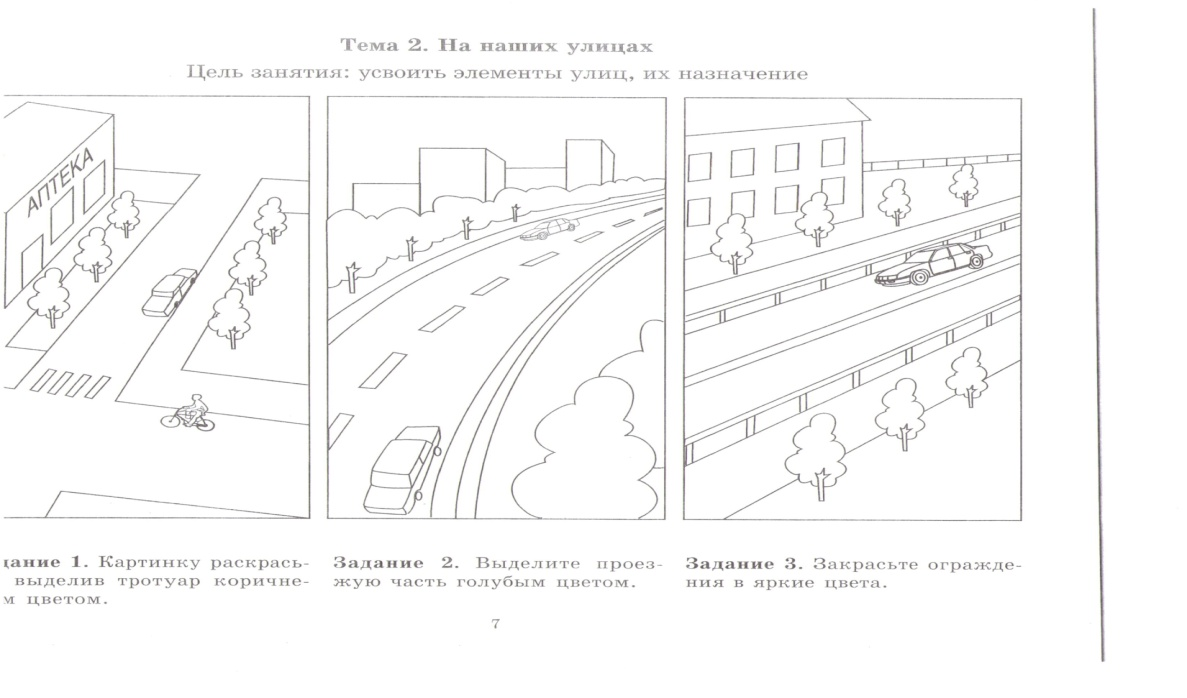 Тема 2. На наших улицах
Цель занятия: усвоить элементы улиц, их назначение
АПТЕКА
дание 1. Картинку раскрась-
выделив тротуар коричне-
м цветом.
Задание 2. Выделите проез-
жую часть голубым цветом.
Задание 3. Закрасьте огражде-
ния в яркие цвета.
7